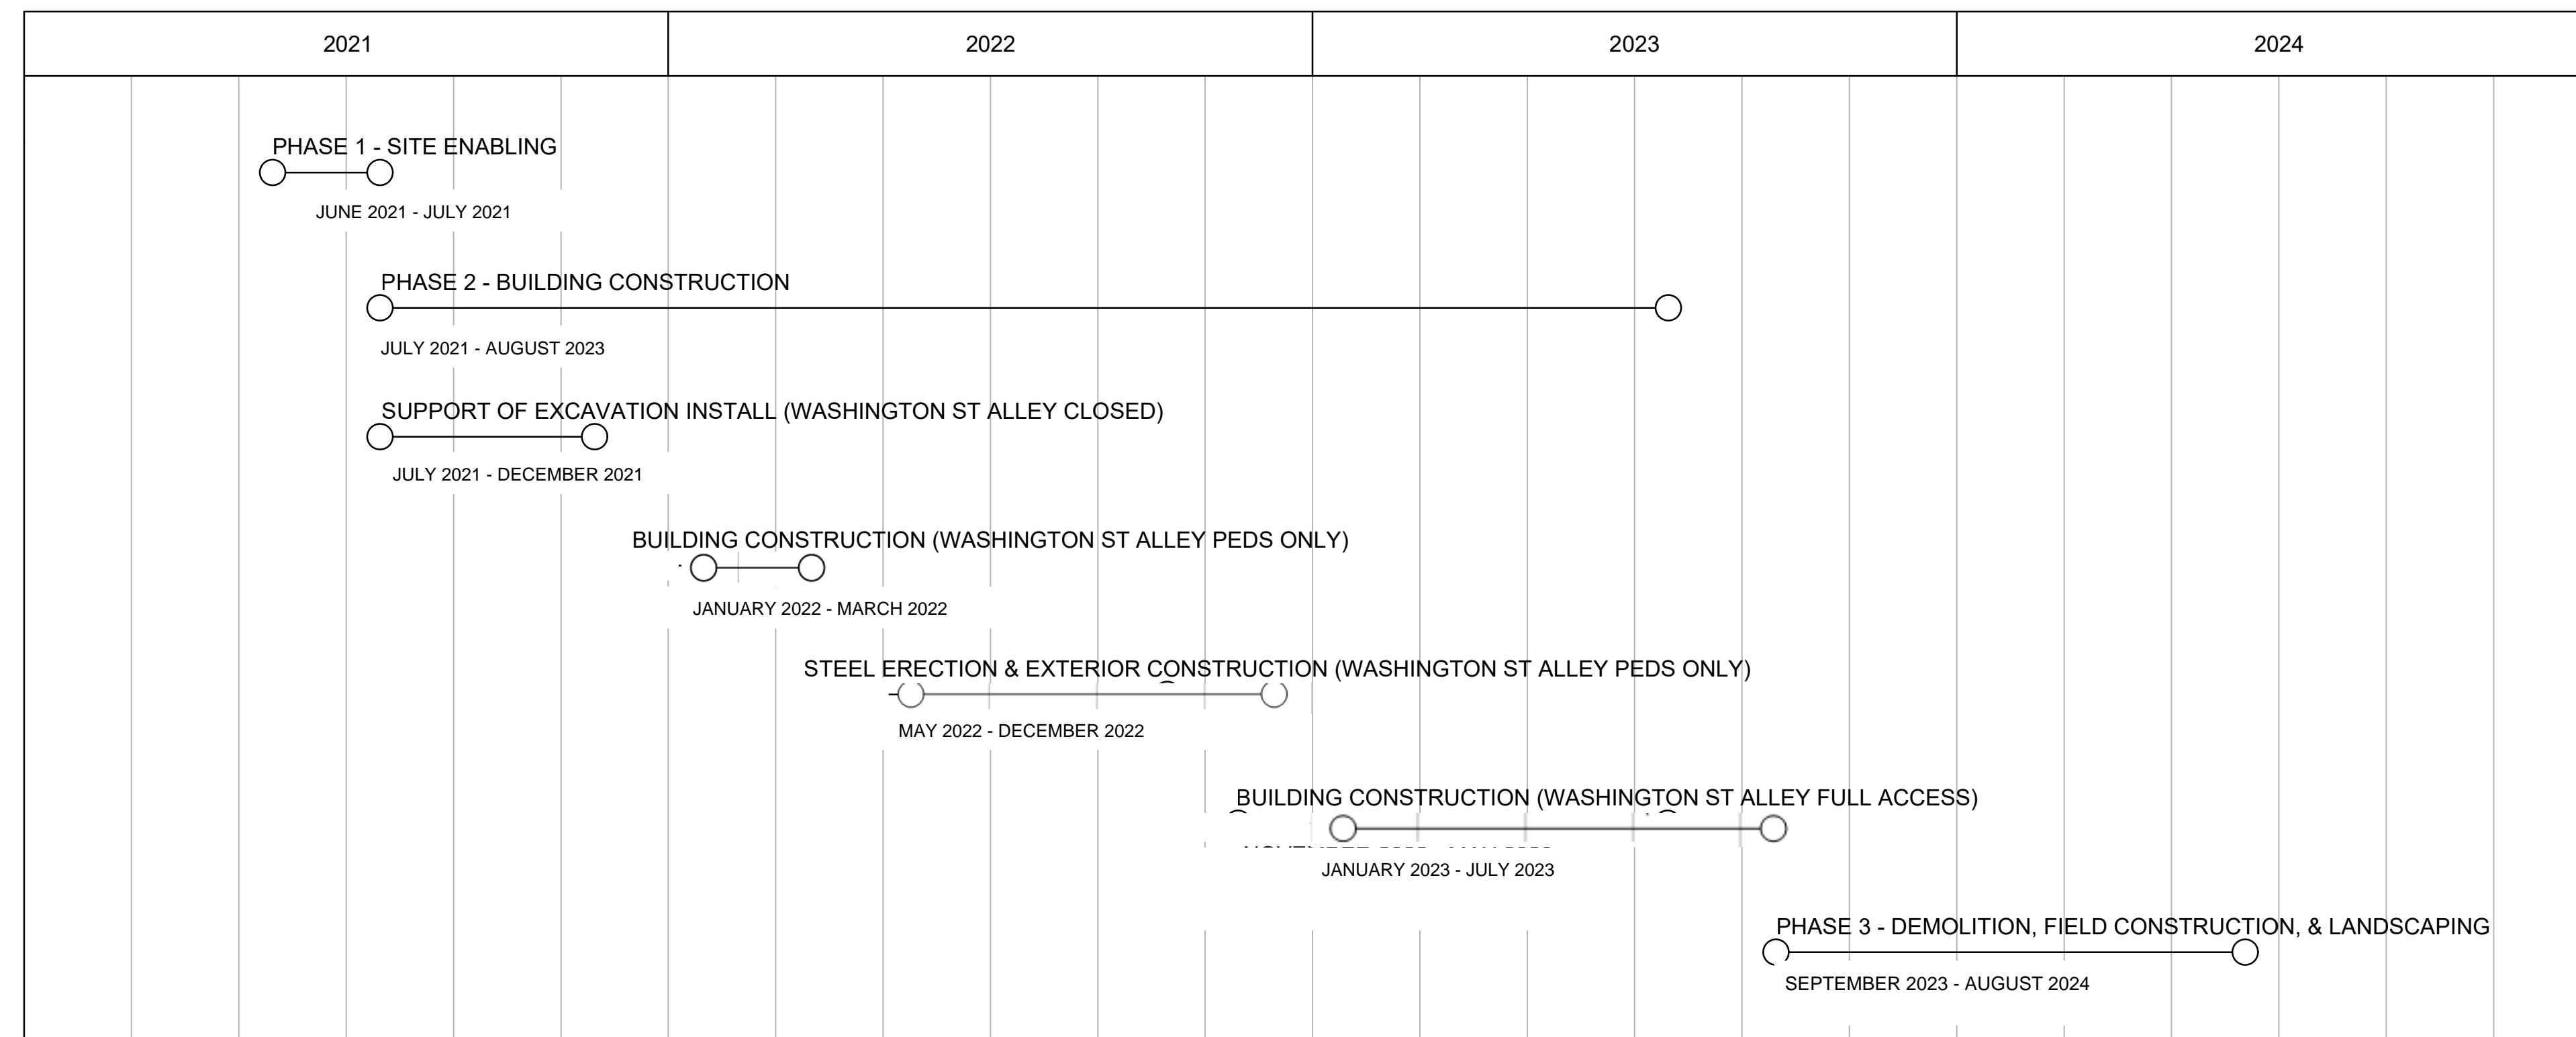 2021 2022 2023 2024
PHASE 1 - SITE ENABLING
JUNE 2021 - JULY 2021
PHASE 2 - BUILDING CONSTRUCTION
JULY 2021 - AUGUST 2023
SUPPORT OF EXCAVATION INSTALL (WASHINGTON ST ALLEY CLOSED)
JULY 2021 - DECEMBER 2021
BUILDING CONSTRUCTION (WASHINGTON ST ALLEY PEDS ONLY)
JANUARY 2022 - MARCH 2022
STEEL ERECTION & EXTERIOR CONSTRUCTION (WASHINGTON ST ALLEY PEDS ONLY)
MAY 2022 - DECEMBER 2022
BUILDING CONSTRUCTION (WASHINGTON ST ALLEY FULL ACCESS)
JANUARY 2023 - JULY 2023
PHASE 3 - DEMOLITION, FIELD CONSTRUCTION, & LANDSCAPING
SEPTEMBER 2023 - AUGUST 2024